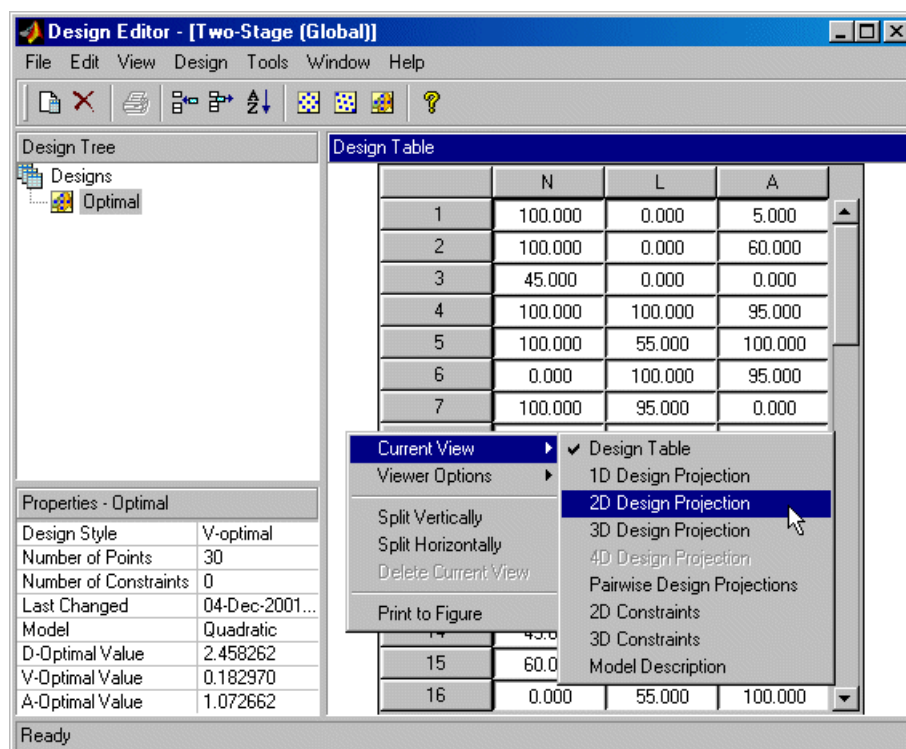 Design Editor - [Two-Stage (Global)]
File Edit View Design Tools Window Help
Design Tree
Designs
Optimal
Design Table
N L A
1 100.000 0.000 5.000
2 100.000 0.000 60.000
3 45.000 0.000 0.000
4 100.000 100.000 95.000
5 100.000 55.000 100.000
6 0.000 100.000 95.000
7 100.000 95.000 0.000
Current View
Viewer Options
Split Vertically
Split Horizontally
Delete Current View
Print to Figure
Design Table
1D Design Projection
2D Design Projection
3D Design Projection
4D Design Projection
Pairwise Design Projections
2D Constraints
3D Constraints
Model Description
15 60.0
16 0.000 55.000 100.000
Properties - Optimal
Design Style V-optimal
Number of Points 30
Number of Constraints 0
Last Changed 04-Dec-2001...
Model Quadratic
D-Optimal Value 2.458262
V-Optimal Value 0.182970
A-Optimal Value 1.072662
Ready